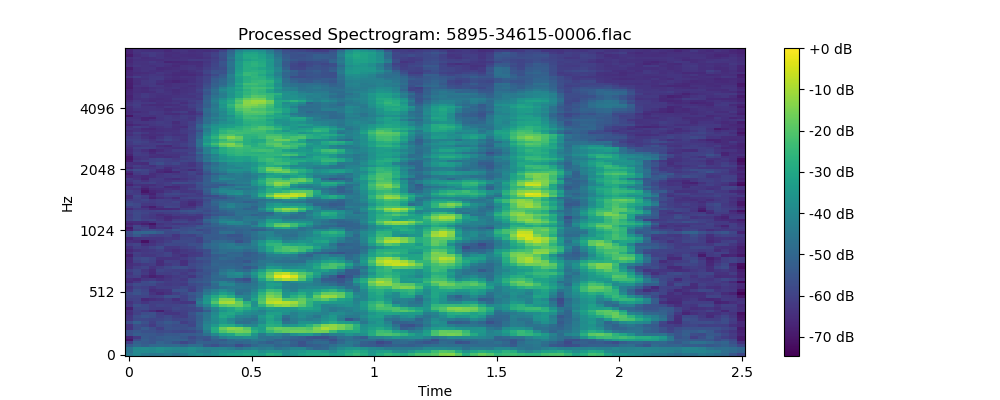 Processed Spectrogram: 5895-34615-0006.flac
Hz
4096
2048
1024
512
0
0
0.5
1
1.5
2
2.5
Time
+0 dB
-10 dB
-20 dB
-30 dB
-40 dB
-50 dB
-60 dB
-70 dB